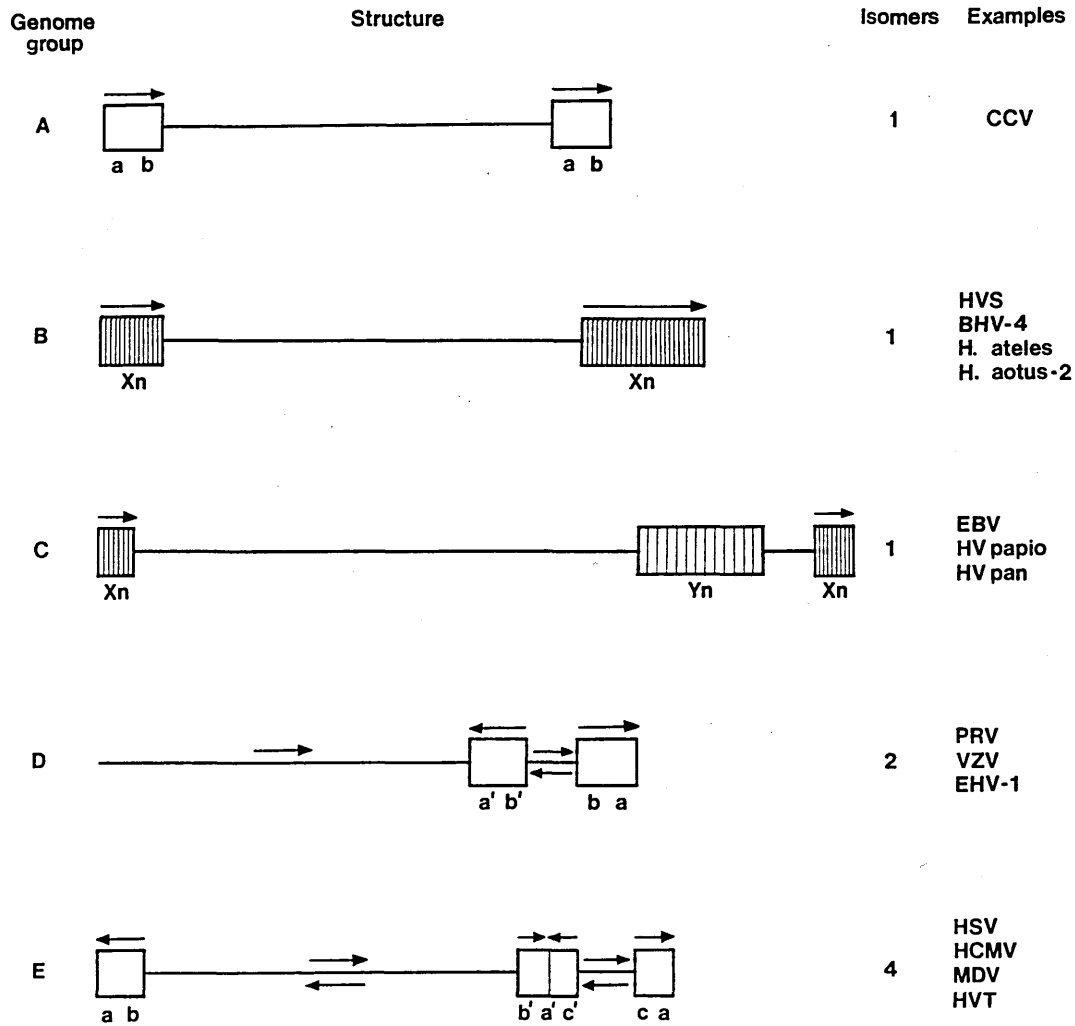 Genome group Structure Isomers Examples
A 1 CCV
a b a b
B 1 HVS
BHV-4
H. ateles
H. aotus-2
Xn Xn
C 1 EBV
HV papio
HV pan
Xn Yn Xn
D 2 PRV
VZV
EHV-1
a' b' b a
E 4 HSV
HCMV
MDV
HVT
a b b' a' c' c a